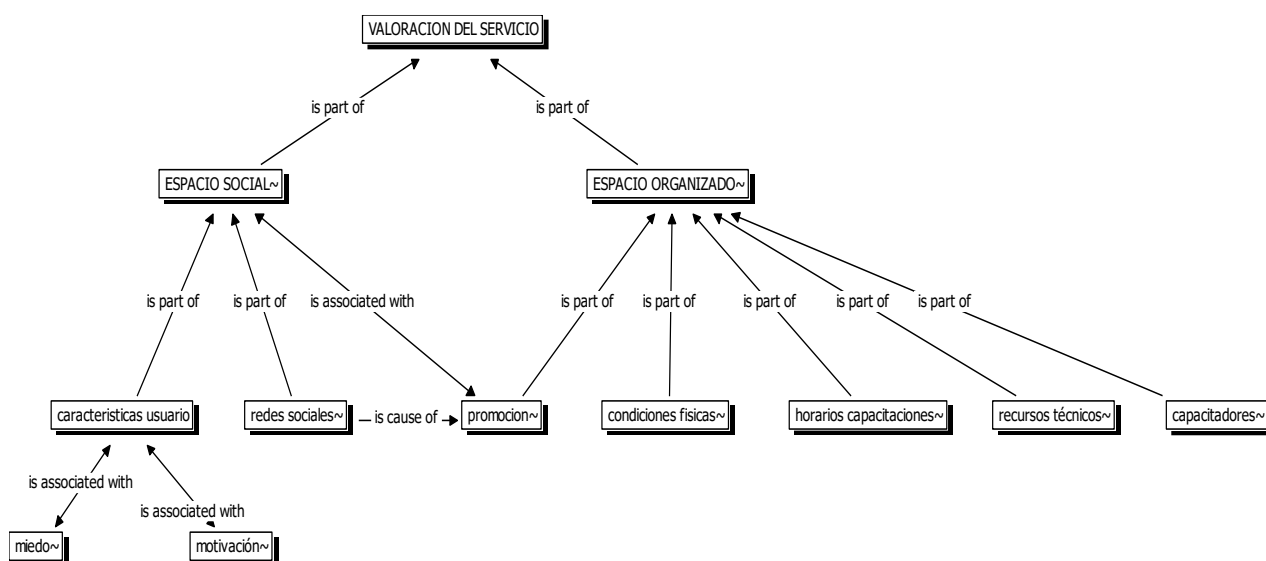 VALORACION DEL SERVICIO
is part of
is part of
ESPACIO SOCIAL~
ESPACIO ORGANIZADO~
is part of
is part of
is associated with
is part of
is part of
is part of
is part of
is part of
caracteristicas usuario
redes sociales~
is cause of
promocion~
condiciones fisicas~
horarios capacitaciones~
recursos técnicos~
capacitadores~
is associated with
is associated with
miedo~
motivación~